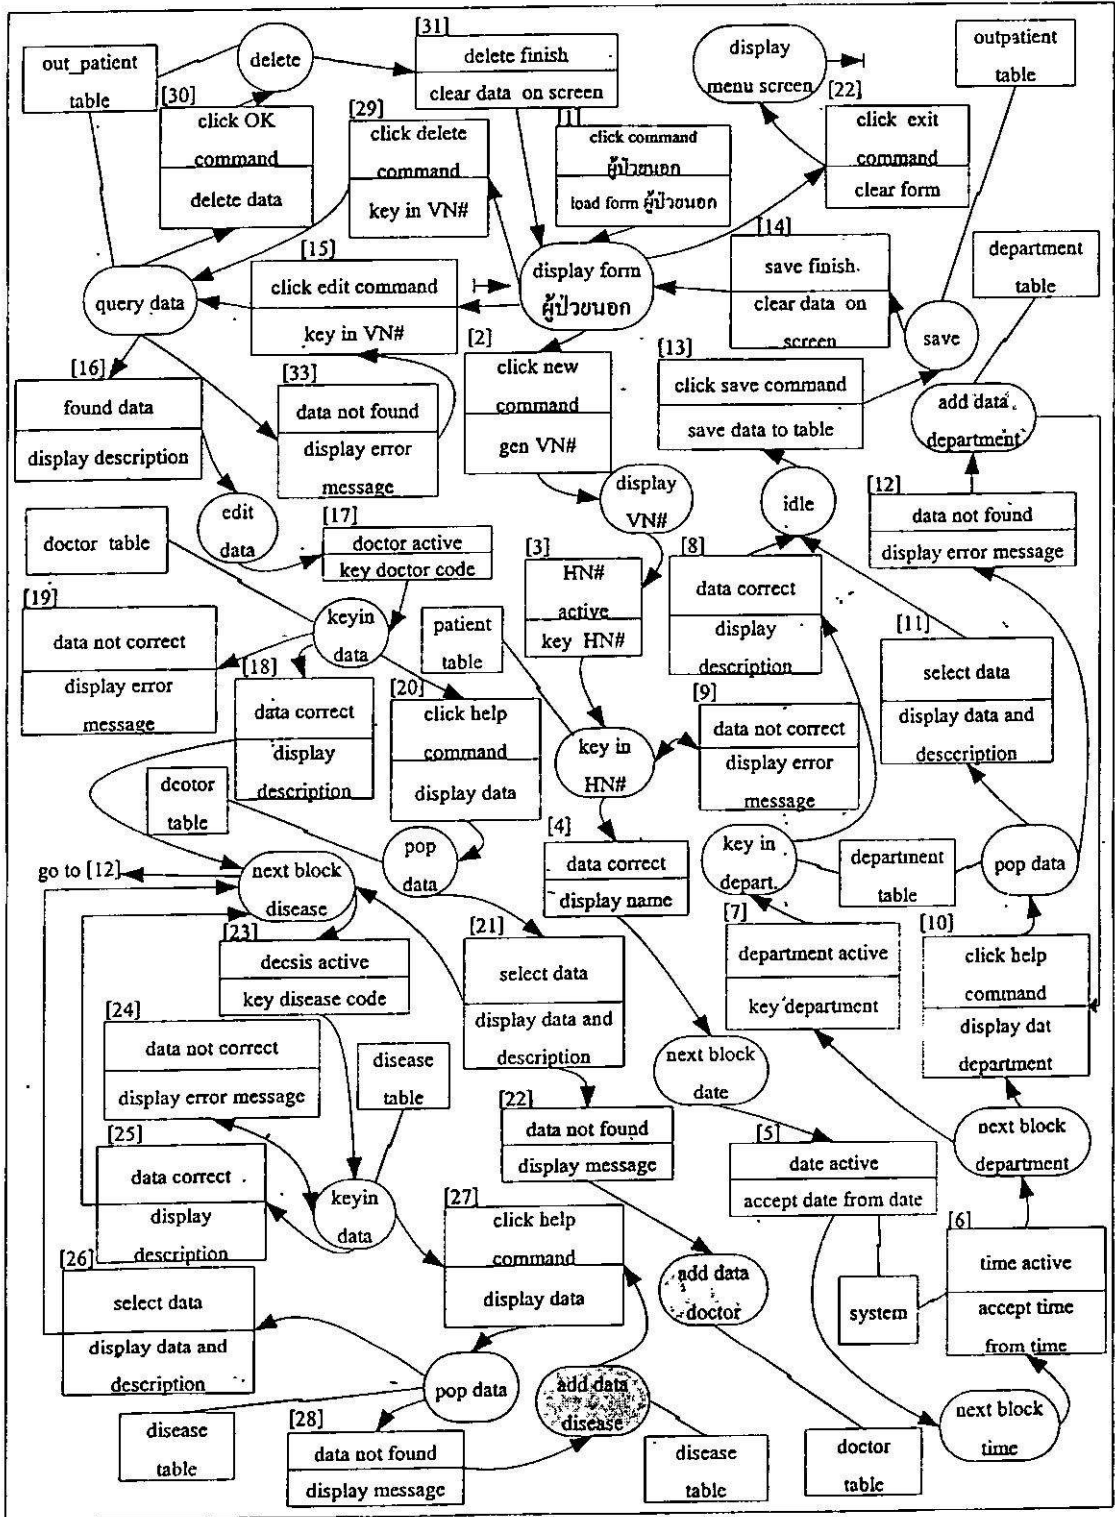 out_patient
table
delete
[31]
delete finish
clear data on screen
display
menu screen
outpatient
table
[30]
click OK
command
delete data
[29]
click delete
command
key in VN#
[1]
click command
ผู้ป่วยนอก
load form ผู้ป่วยนอก
[22]
click exit
command
clear form
query data
[15]
click edit command
key in VN#
display form
ผู้ป่วยนอก
[14]
save finish
clear data on
screen
department
table
save
[16]
found data
display description
[33]
data not found
display error
message
[2]
click new
command
gen VN#
[13]
click save command
save data to table
add data
department
edit
data
display
VN#
idle
[12]
data not found
display error message
doctor table
[17]
doctor active
key doctor code
[3]
HN#
active
key HN#
[8]
data correct
display
description
[19]
data not correct
display error
message
keyin
data
patient
table
[11]
select data
display data and
desccription
[18]
data correct
display
description
[20]
click help
command
display data
key in
HN#
[9]
data not correct
display error
message
dcotor
table
pop
data
[4]
data correct
display name
key in
depart.
department
table
pop data
go to [12]
next block
disease
[23]
decsis active
key disease code
[21]
select data
display data and
description
[7]
department active
key department
[10]
click help
command
display dat
department
[24]
data not correct
display error message
disease
table
next block
date
[22]
data not found
display message
[5]
date active
accept date from date
next block
department
[25]
data correct
display
description
keyin
data
[27]
click help
command
display data
[6]
time active
accept time
from time
[26]
select data
display data and
description
add data
doctor
system
pop data
add data
disease
next block
time
disease
table
[28]
data not found
display message
disease
table
doctor
table